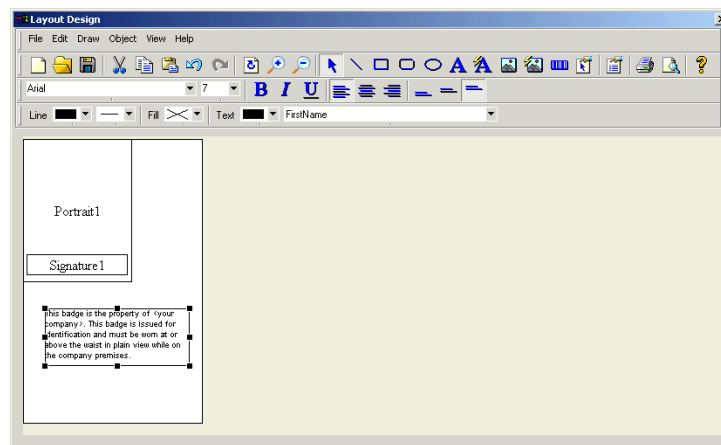 Layout Design
File Edit Draw Object View Help
A A ?
Arial 7 B I U
Line Fill Text FirstName
Portrait1
Signature1
This badge is the property of <your
company>. This badge is issued for
identification and must be worn at or
above the waist in plain view while on
the company premises.